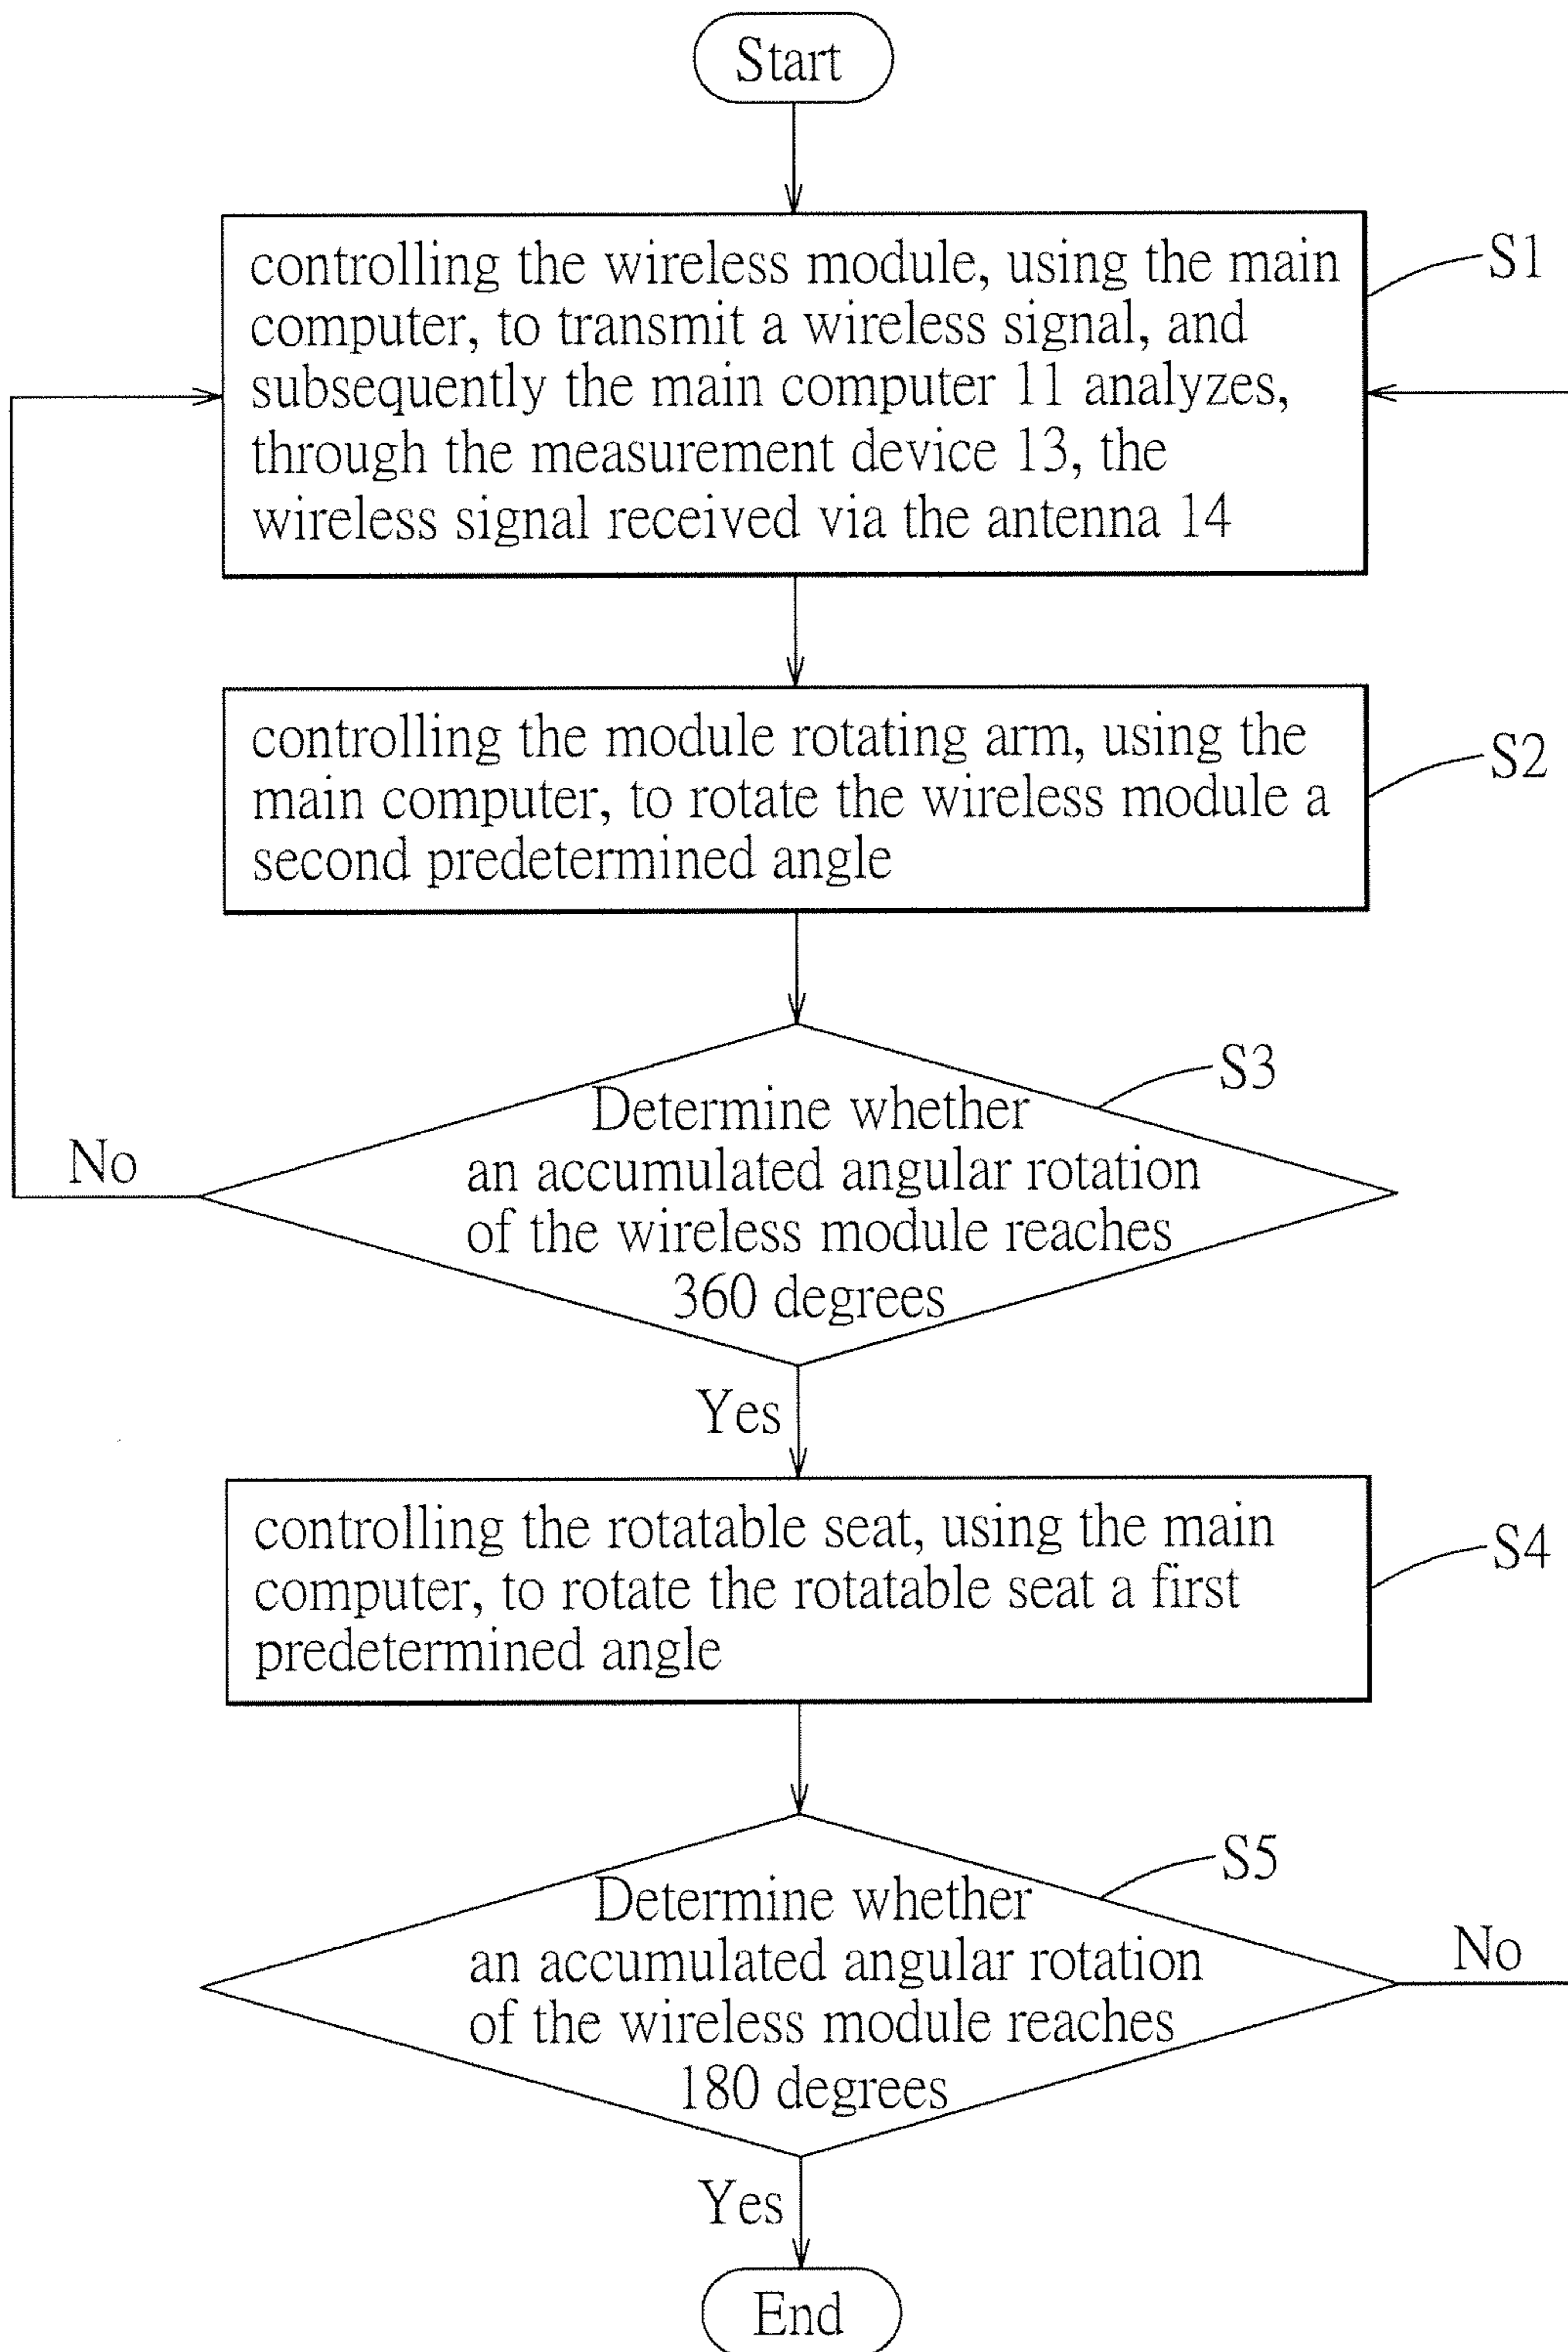 Start
controlling the wireless module, using the main
computer, to transmit a wireless signal, and
subsequently the main computer 11 analyzes,
through the measurement device 13, the
wireless signal received via the antenna 14
S1
controlling the module rotating arm, using the
main computer, to rotate the wireless module a
second predetermined angle
S2
S3
Determine whether
an accumulated angular rotation
of the wireless module reaches
360 degrees
No
Yes
controlling the rotatable seat, using the main
computer, to rotate the rotatable seat a first
predetermined angle
S4
S5
Determine whether
an accumulated angular rotation
of the wireless module reaches
180 degrees
No
Yes
End